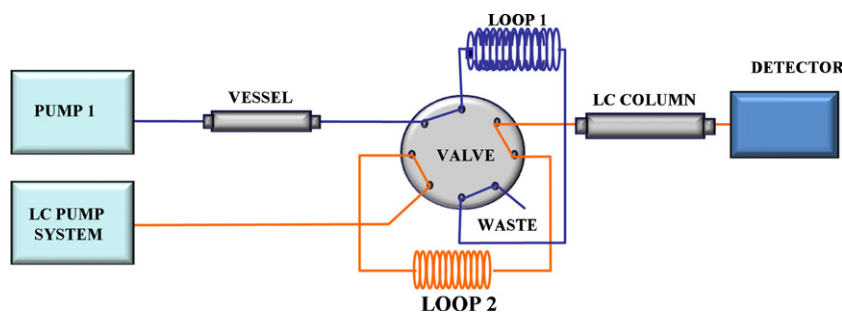 LOOP 1
DETECTOR
VESSEL
LC COLUMN
PUMP 1
VALVE
LC PUMP
SYSTEM
WASTE
LOOP 2